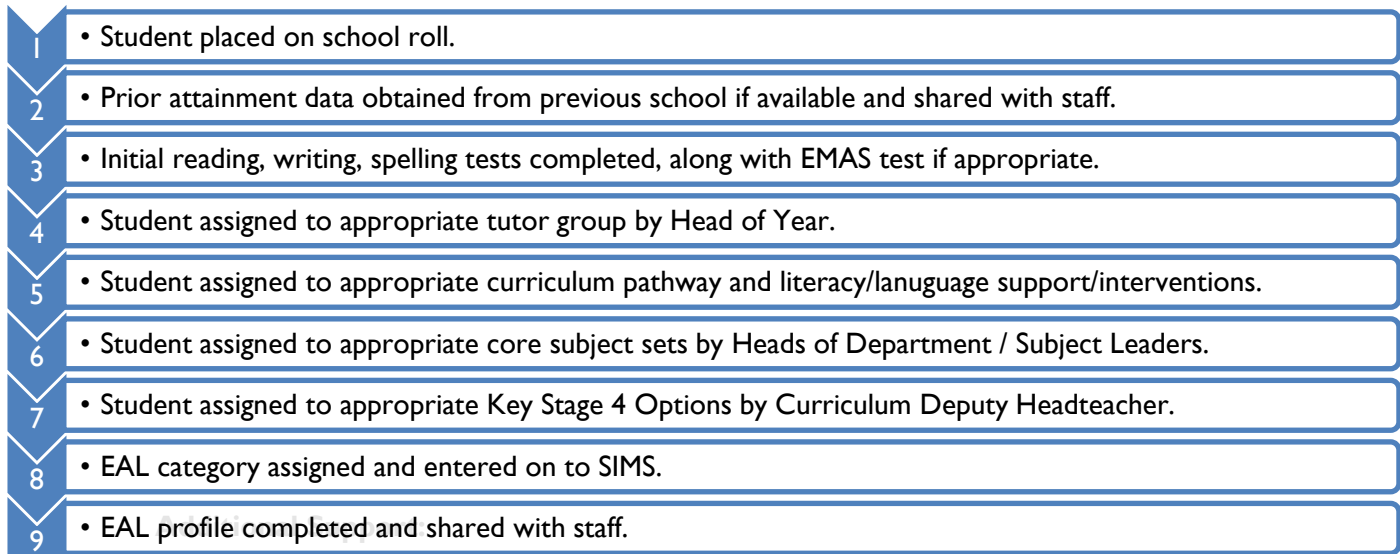 1 • Student placed on school roll.
2 • Prior attainment data obtained from previous school if available and shared with staff.
3 • Initial reading, writing, spelling tests completed, along with EMAS test if appropriate.
4 • Student assigned to appropriate tutor group by Head of Year.
5 • Student assigned to appropriate curriculum pathway and literacy/lanuguage support/interventions.
6 • Student assigned to appropriate core subject sets by Heads of Department / Subject Leaders.
7 • Student assigned to appropriate Key Stage 4 Options by Curriculum Deputy Headteacher.
8 • EAL category assigned and entered on to SIMS.
9 • EAL profile completed and shared with staff.